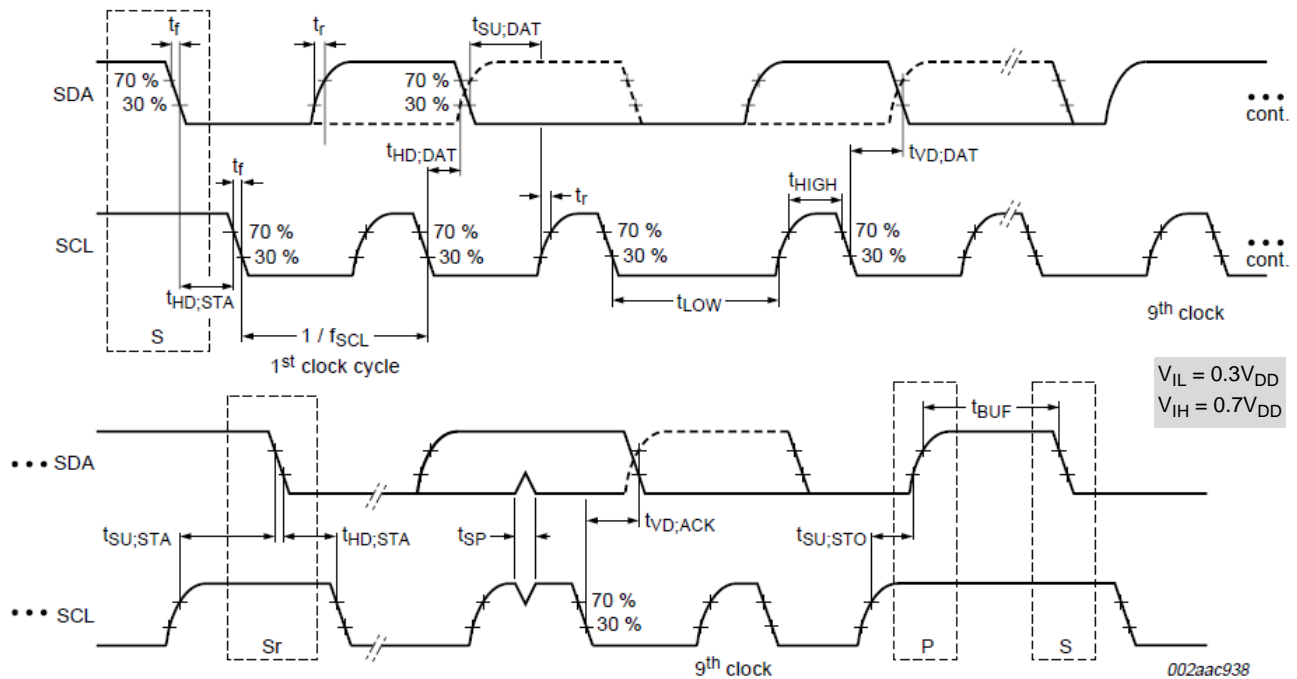 tf
tr
tSU;DAT
70 %
30 %
70 %
30 %
SDA
cont.
tHD;DAT
tVD;DAT
tf
tr
tHIGH
70 %
30 %
70 %
30 %
70 %
30 %
SCL
cont.
tHD;STA
tLOW
S
1 / fSCL
1st clock cycle
9th clock
VIL = 0.3VDD
VIH = 0.7VDD
tBUF
SDA
tSU;STA
tHD;STA
tSP
tVD;ACK
tSU;STO
70 %
30 %
SCL
Sr
9th clock
P
S
002aac938